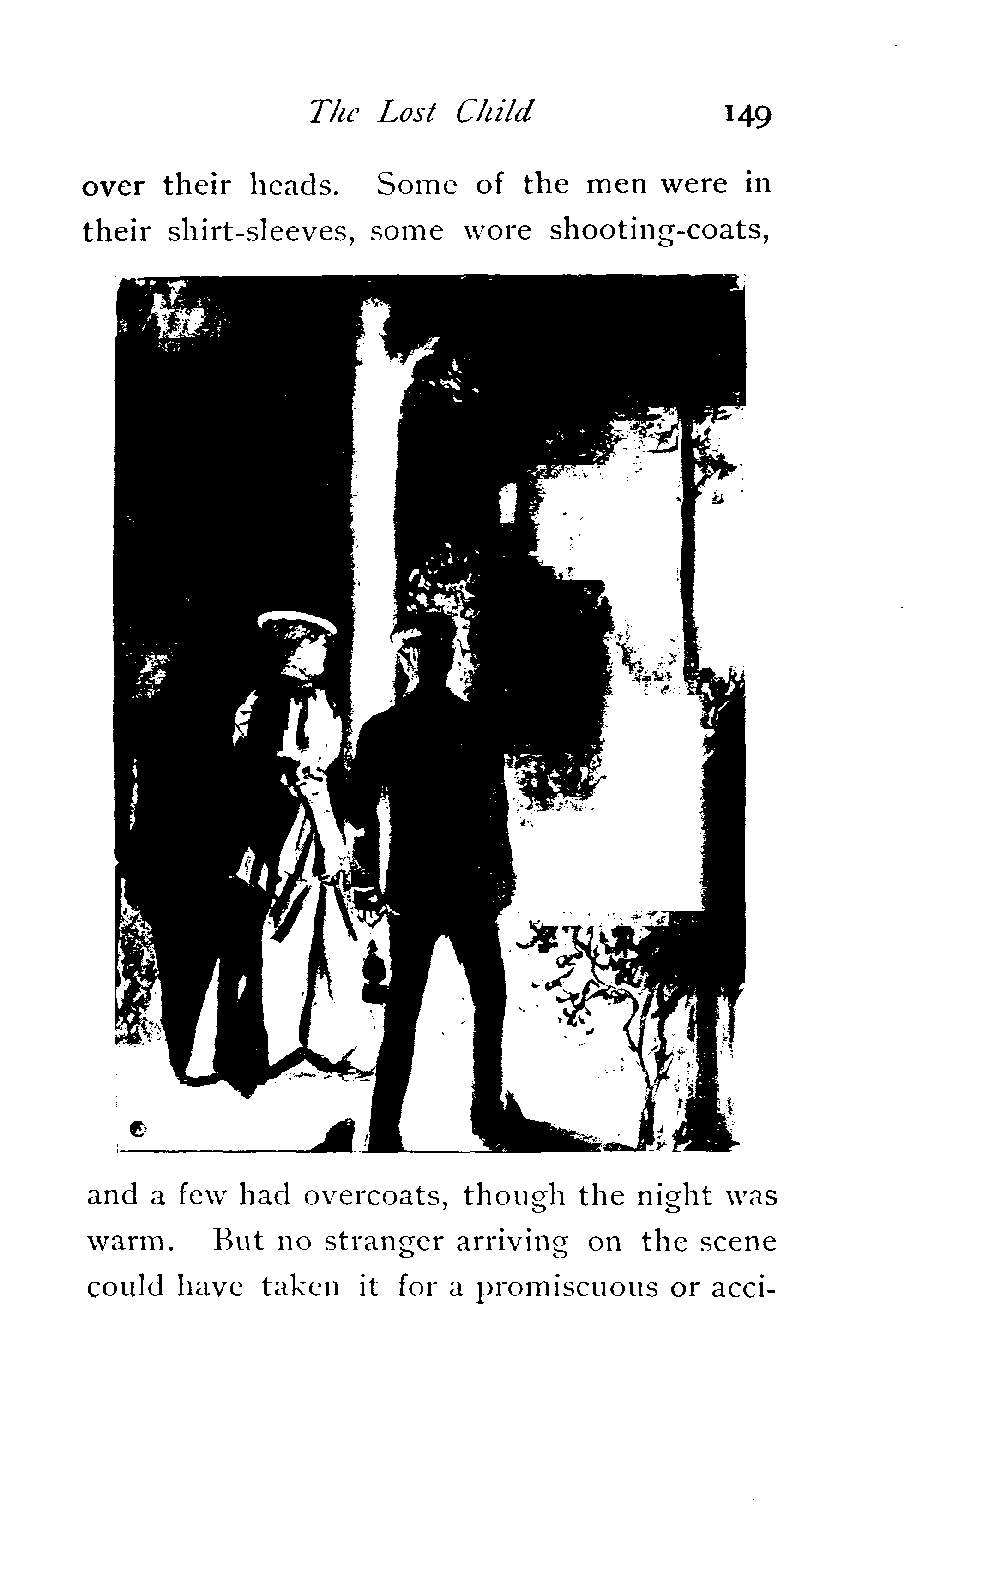 The Lost Child 149
over their heads. Some of the men were in
their shirt-sleeves, some wore shooting-coats,
and a few had overcoats, though the night was
warm. But no stranger arriving on the scene
could have taken it for a promiscuous or acci-